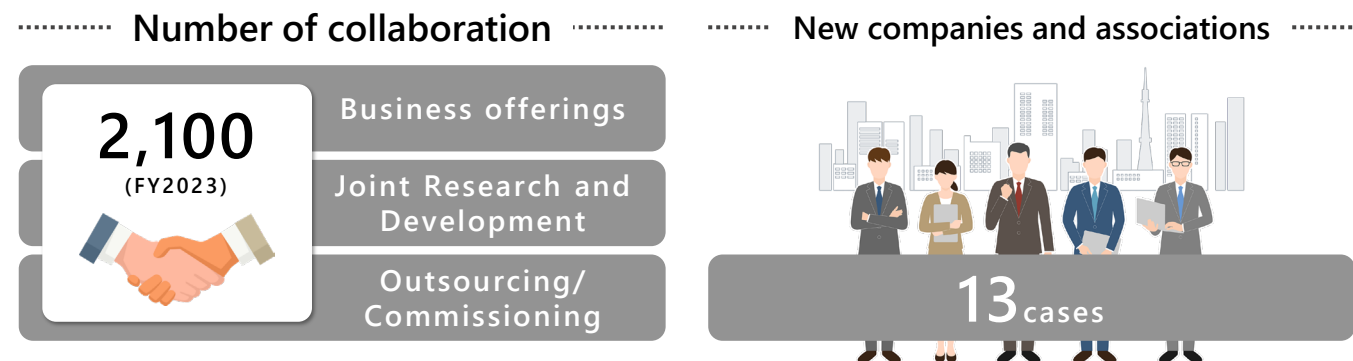 Number of collaboration
2,100
(FY2023)
Business offerings
Joint Research and
Development
Outsourcing/
Commissioning
New companies and associations
13 cases